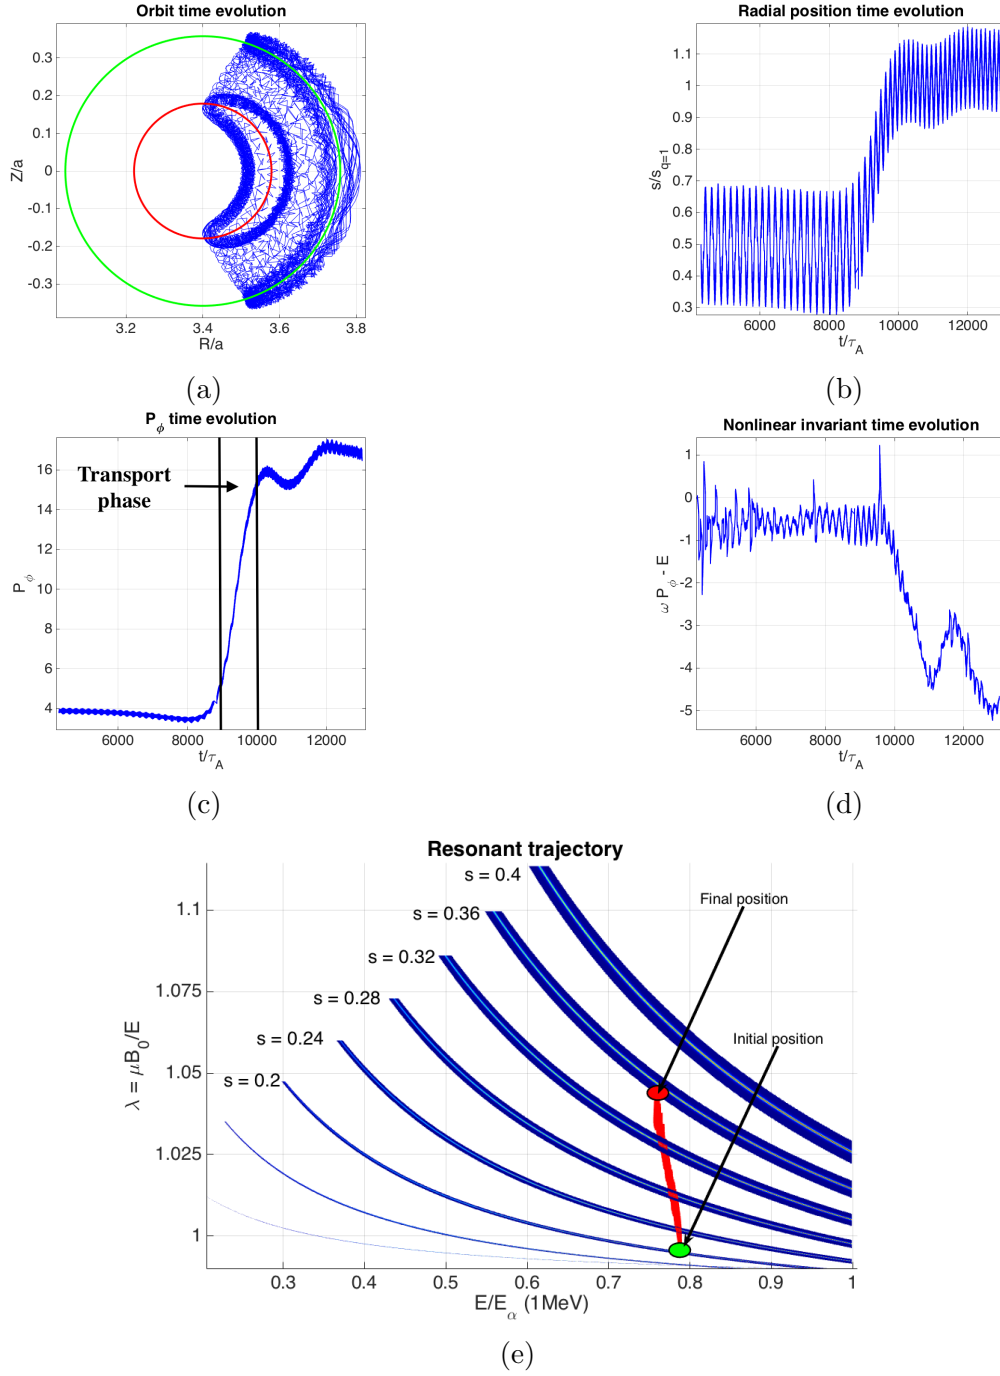 Orbit time evolution
0.3
0.2
0.1
0
-0.1
-0.2
-0.3
Z/a
3.2
3.4
3.6
3.8
R/a
(a)
Radial position time evolution
1.1
1
0.9
0.8
0.7
0.6
0.5
0.4
0.3
s/s_{q=1}
6000
8000
10000
12000
t/τ_A
(b)
P_ϕ time evolution
Transport
phase
16
14
12
10
8
6
4
P_ϕ
6000
8000
10000
12000
t/τ_A
(c)
Nonlinear invariant time evolution
1
0
-1
-2
-3
-4
-5
ω P_ϕ - E
6000
8000
10000
12000
t/τ_A
(d)
Resonant trajectory
s = 0.4
s = 0.36
s = 0.32
s = 0.28
s = 0.24
s = 0.2
Final position
Initial position
1.1
1.075
1.05
1.025
1
λ = μB_0/E
0.3
0.4
0.5
0.6
0.7
0.8
0.9
1
E/E_α (1MeV)
(e)